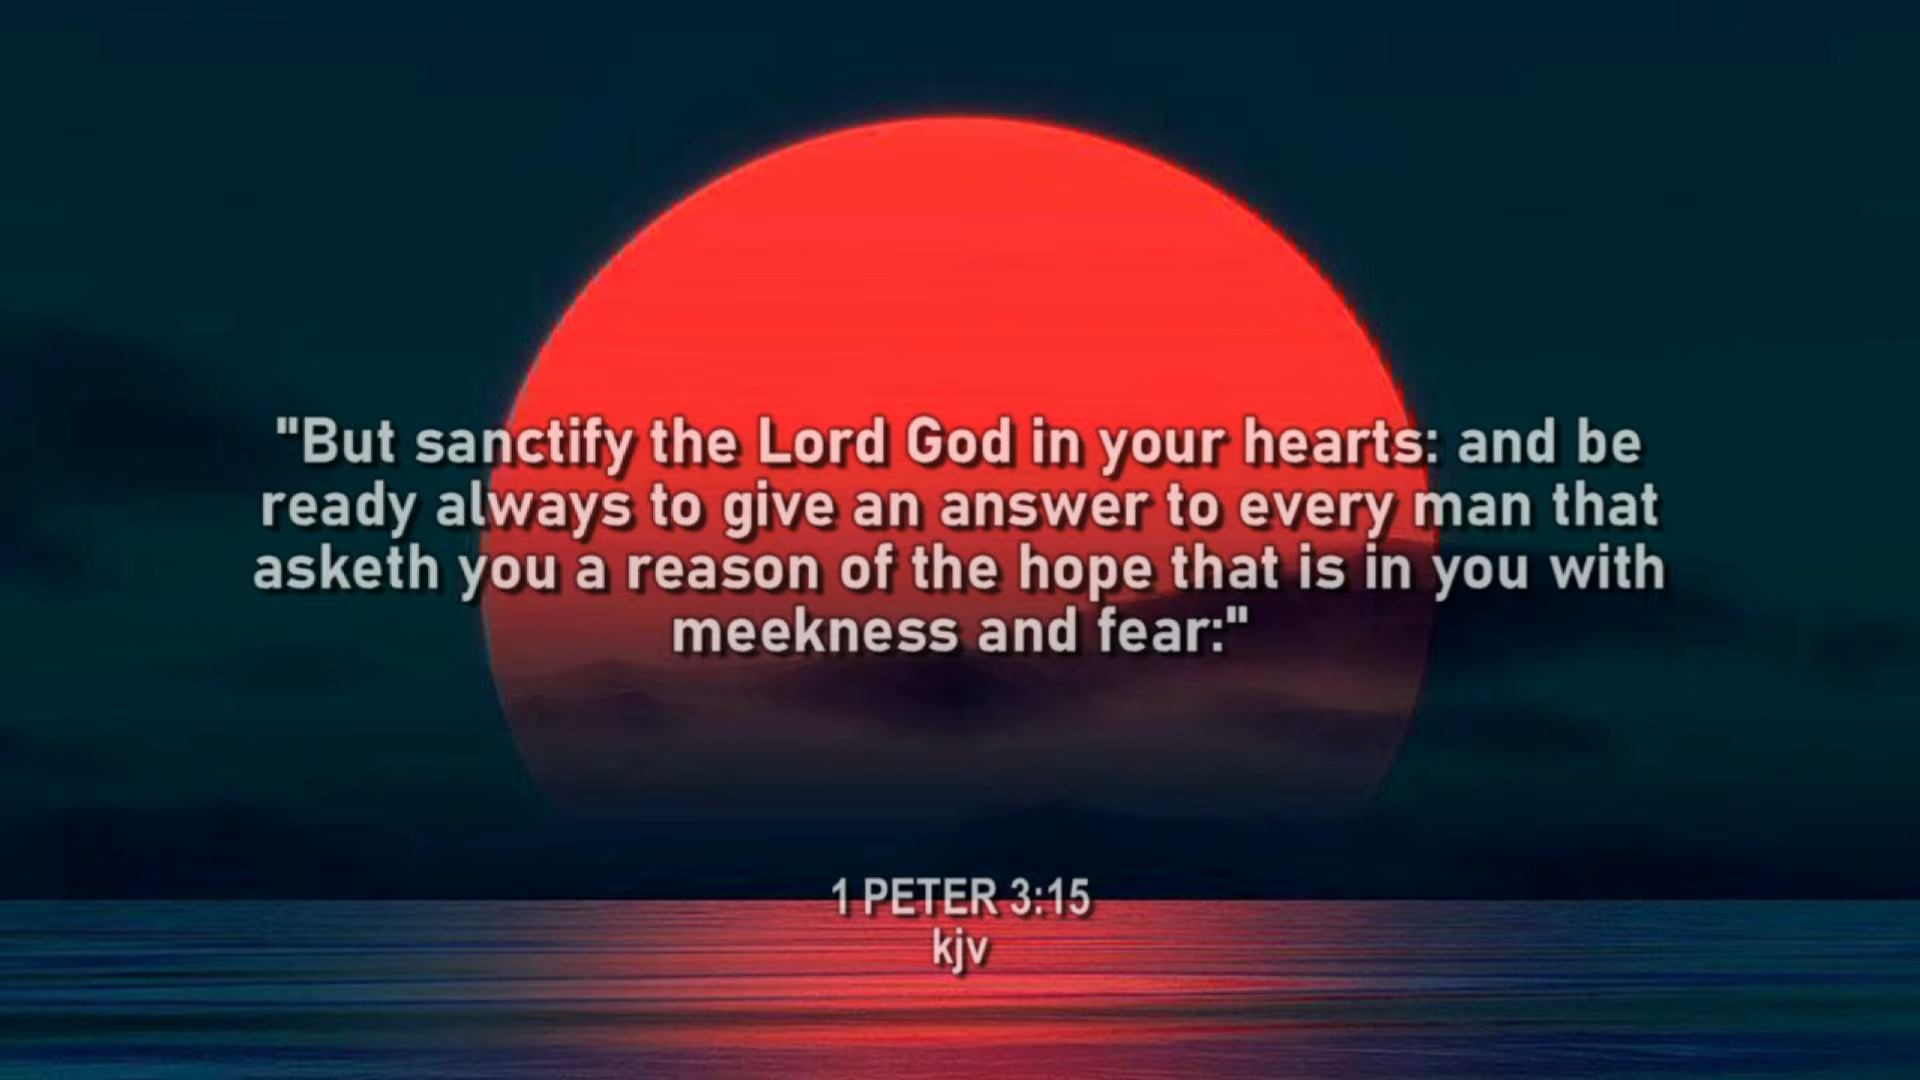 "But sanctify the Lord God in your hearts: and be
ready always to give an answer to every man that
asketh you a reason of the hope that is in you with
meekness and fear:"
1 PETER 3:15
kjv